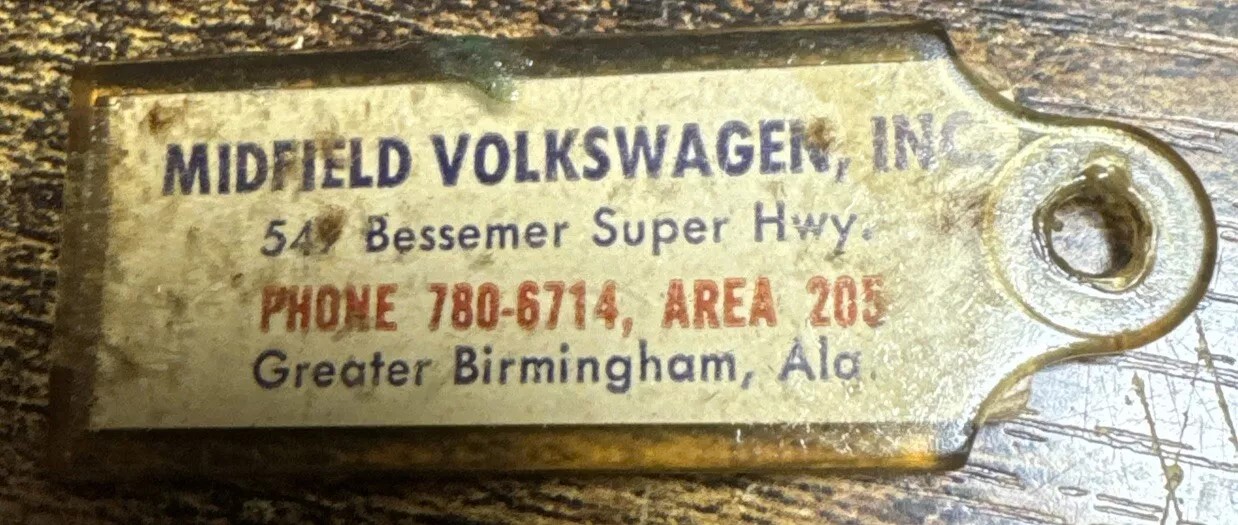 MIDFIELD VOLKSWAGEN, INC.
Bessemer Super Hwy.
PHONE 780-6714, AREA 205
Greater Birmingham, Ala.